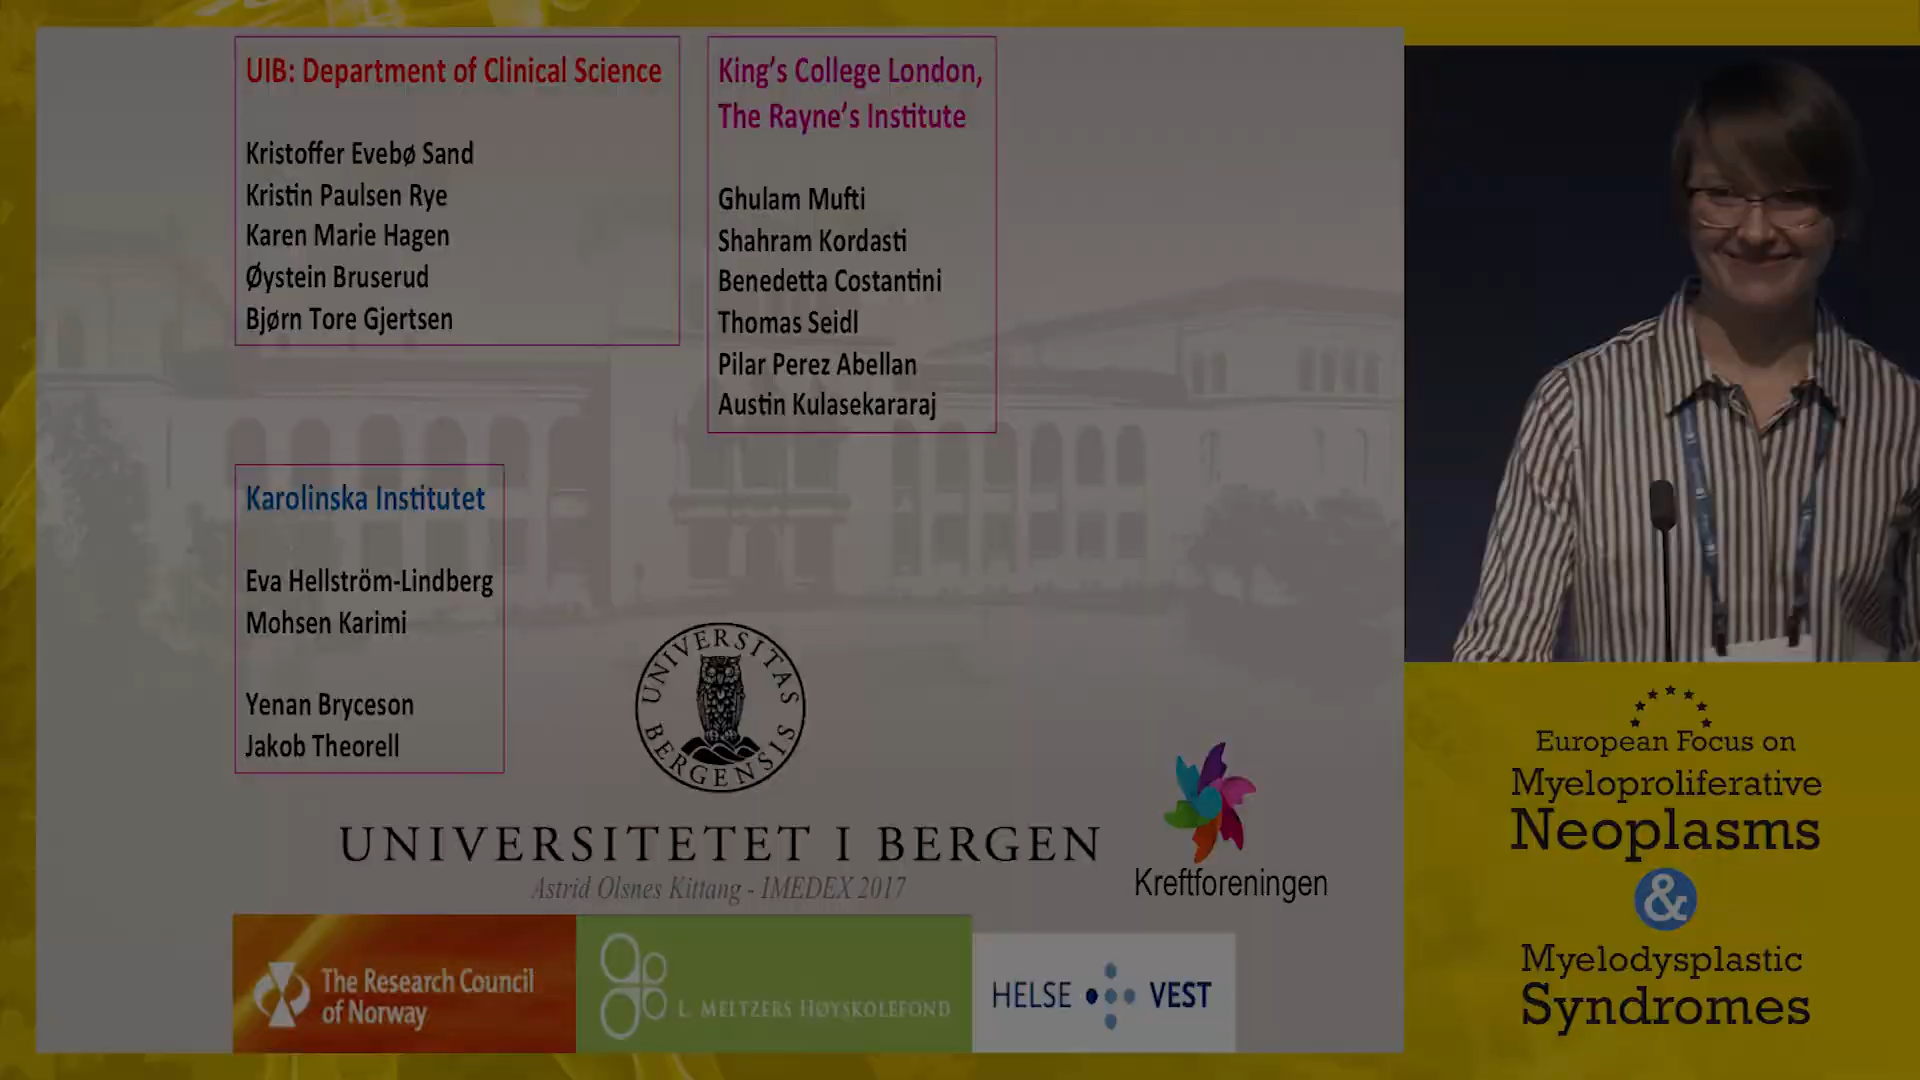 UIB: Department of Clinical Science
Kristoffer Evebø Sand
Kristin Paulsen Rye
Karen Marie Hagen
Øystein Bruserud
Bjørn Tore Gjertsen
King’s College London,
The Rayne’s Institute
Ghulam Mufti
Shahram Kordasti
Benedetta Costantini
Thomas Seidl
Pilar Perez Abellan
Austin Kulasekararaj
Karolinska Institutet
Eva Hellström-Lindberg
Mohsen Karimi
Yenan Bryceson
Jakob Theorell
UNIVERSITAS
BERGENSIS
UNIVERSITETET I BERGEN
Astrid Olsnes Kittang - IMEDEX 2017
Kreftforeningen
The Research Council
of Norway
L. MELTZERS HØYSKOLEFOND
HELSE VEST
European Focus on
Myeloproliferative
Neoplasms
&
Myelodysplastic
Syndromes